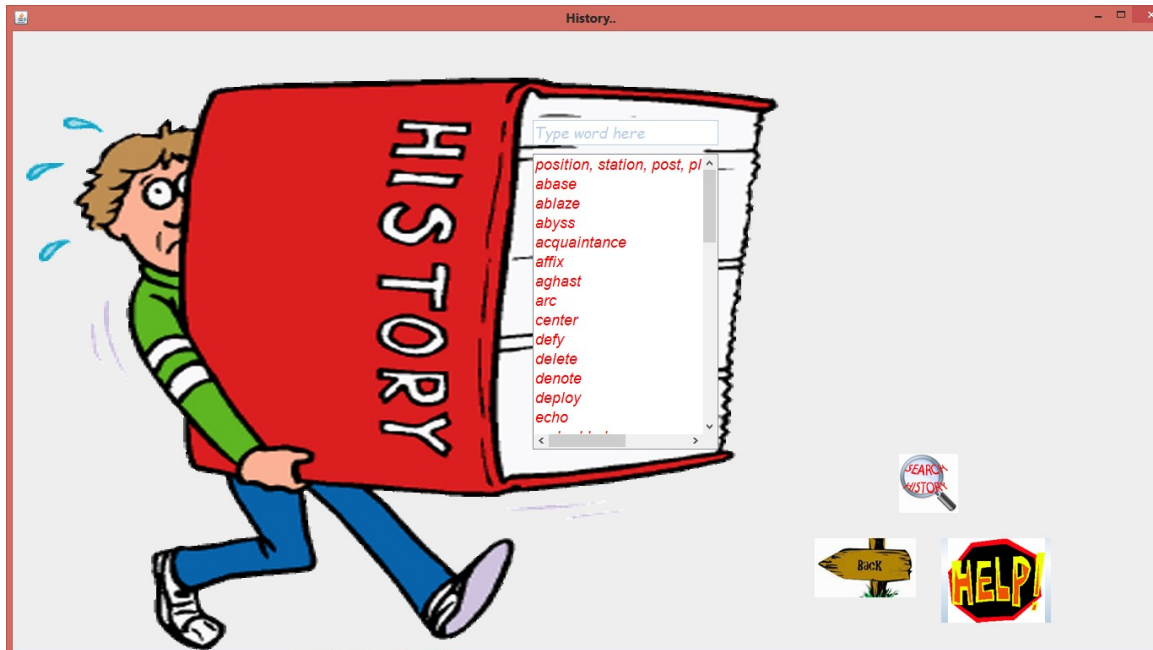 History..
HISTORY
Type word here
position, station, post, pl
abase
ablaze
abyss
acquaintance
affix
aghast
arc
center
defy
delete
denote
deploy
echo
SEARCH
HISTORY
BACK
HELP!